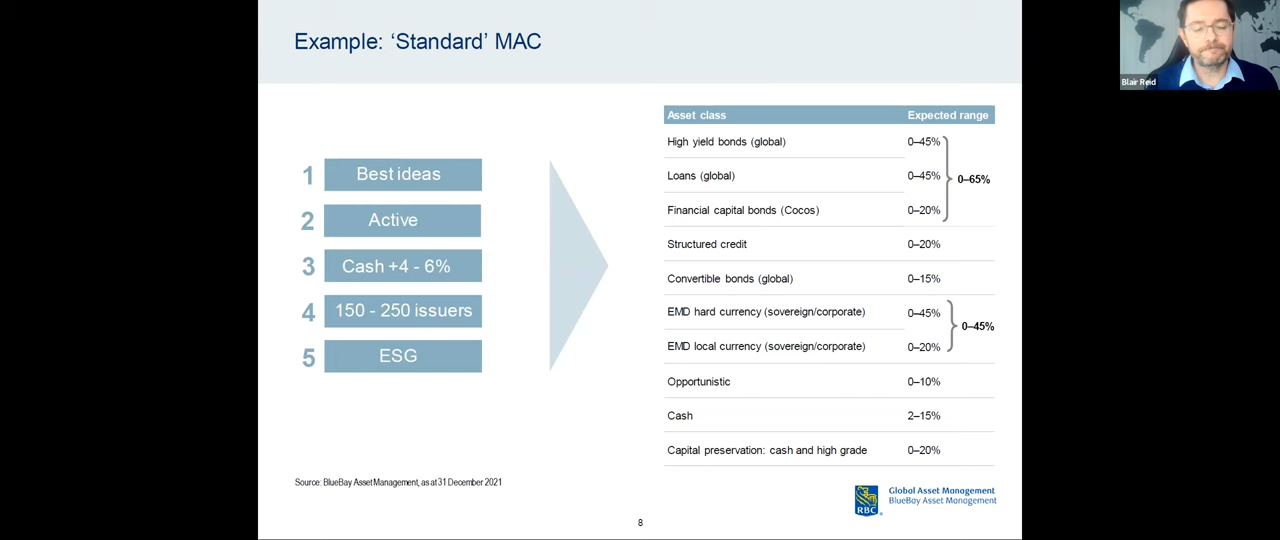 Example: ‘Standard’ MAC
Blair Reid
1 Best ideas
2 Active
3 Cash +4 - 6%
4 150 - 250 issuers
5 ESG
Asset class Expected range
High yield bonds (global) 0–45%
Loans (global) 0–45%
0–65%
Financial capital bonds (Cocos) 0–20%
Structured credit 0–20%
Convertible bonds (global) 0–15%
EMD hard currency (sovereign/corporate) 0–45%
0–45%
EMD local currency (sovereign/corporate) 0–20%
Opportunistic 0–10%
Cash 2–15%
Capital preservation: cash and high grade 0–20%
Source: BlueBay Asset Management, as at 31 December 2021
RBC
®
Global Asset Management
BlueBay Asset Management
8